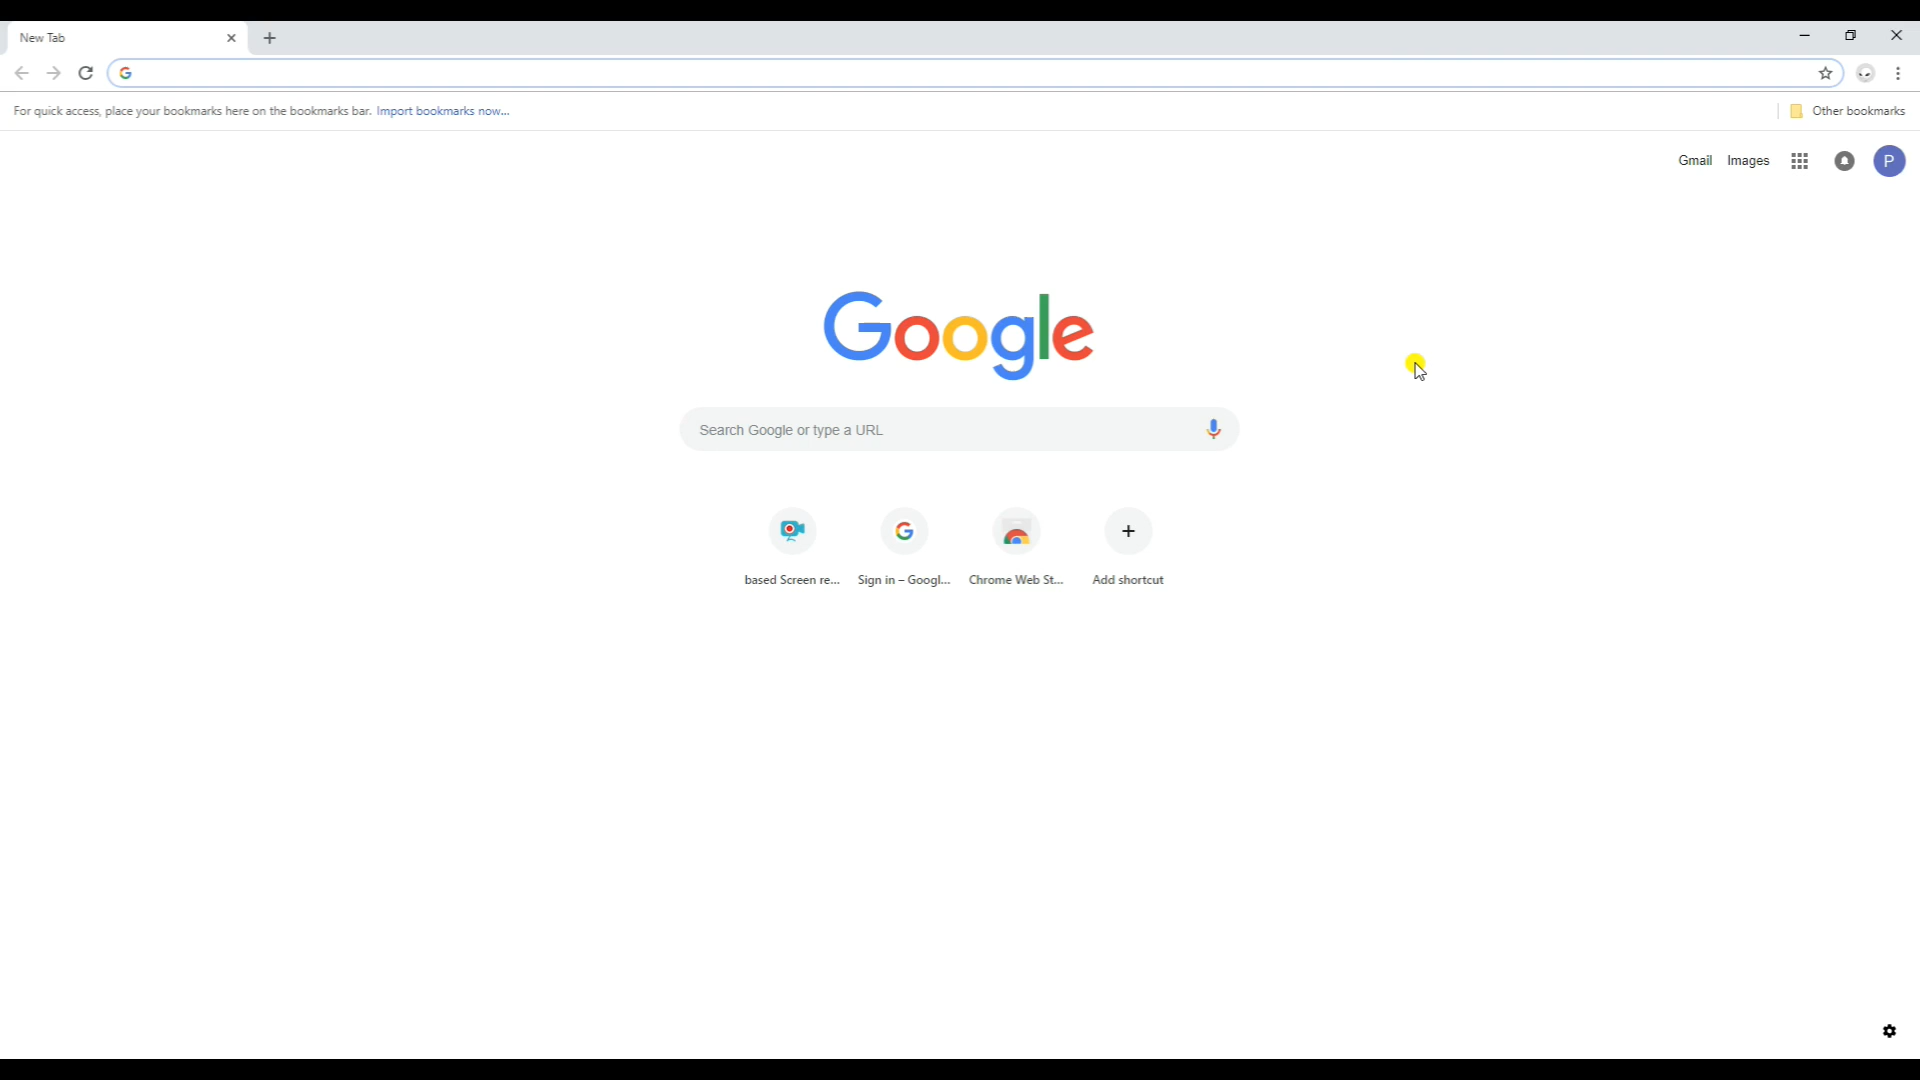 New Tab
For quick access, place your bookmarks here on the bookmarks bar. Import bookmarks now...
Other bookmarks
Gmail Images
P
Google
Search Google or type a URL
based Screen re... Sign in – Googl... Chrome Web St... Add shortcut